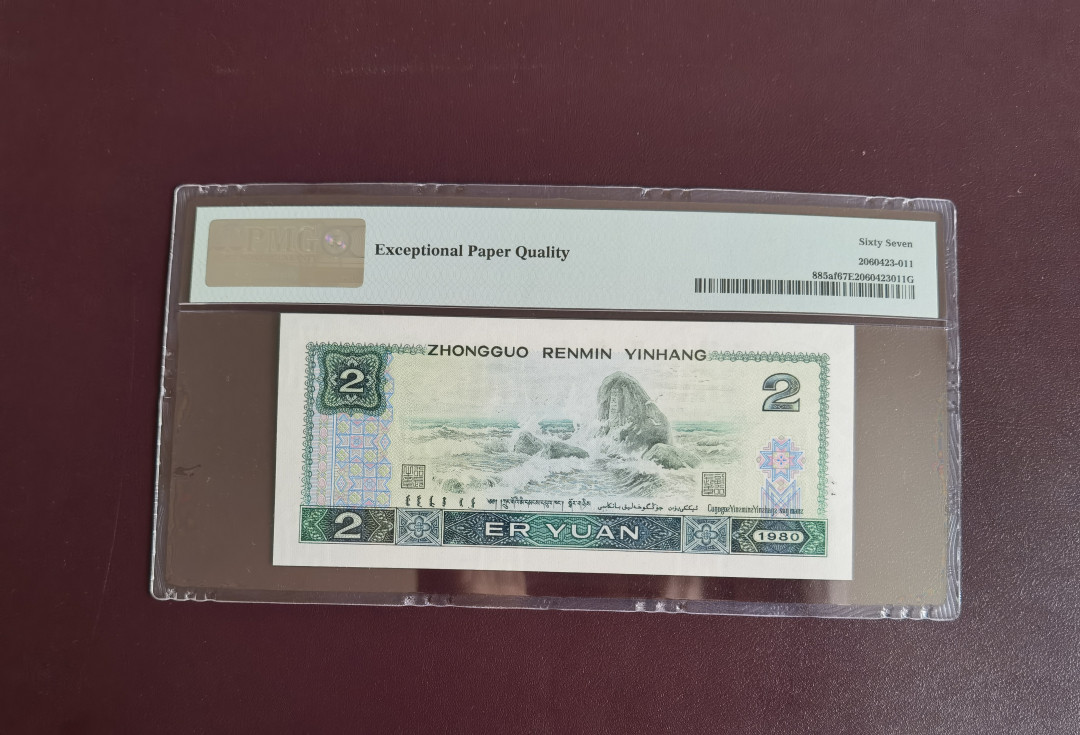 PMG
Exceptional Paper Quality
Sixty Seven
2060423-011
885af67E2060423011G
ZHONGGUO RENMIN YINHANG
2
2
2
ER YUAN
1980